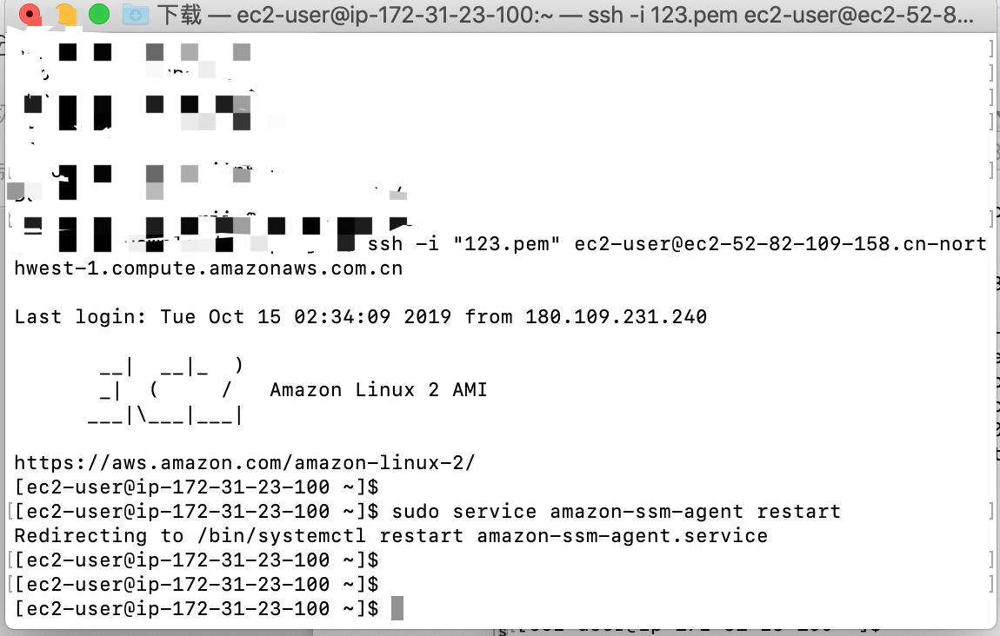 下载 — ec2-user@ip-172-31-23-100:~ — ssh -i 123.pem ec2-user@ec2-52-8...
ssh -i "123.pem" ec2-user@ec2-52-82-109-158.cn-nort
hwest-1.compute.amazonaws.com.cn
Last login: Tue Oct 15 02:34:09 2019 from 180.109.231.240
__|  __|_  )
_|  (     /   Amazon Linux 2 AMI
___|\___|___|
https://aws.amazon.com/amazon-linux-2/
[ec2-user@ip-172-31-23-100 ~]$
[[ec2-user@ip-172-31-23-100 ~]$ sudo service amazon-ssm-agent restart ]
Redirecting to /bin/systemctl restart amazon-ssm-agent.service
[[ec2-user@ip-172-31-23-100 ~]$ ]
[[ec2-user@ip-172-31-23-100 ~]$ ]
[ec2-user@ip-172-31-23-100 ~]$